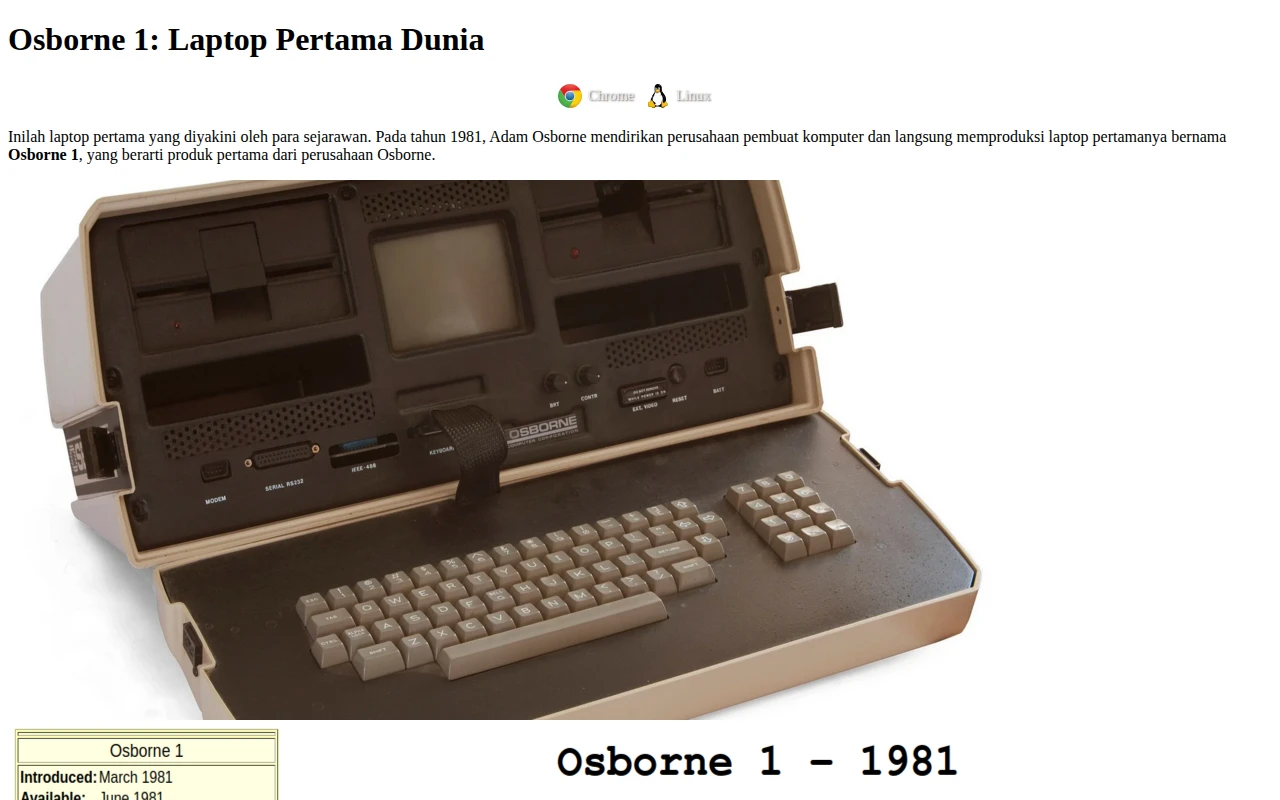 Osborne 1: Laptop Pertama Dunia
Chrome Linux
Inilah laptop pertama yang diyakini oleh para sejarawan. Pada tahun 1981, Adam Osborne mendirikan perusahaan pembuat komputer dan langsung memproduksi laptop pertamanya bernama
Osborne 1, yang berarti produk pertama dari perusahaan Osborne.
BRT
CONTR
EXT. VIDEO
RESET
BATT
OSBORNE
COMPUTER CORPORATION
MODEM
SERIAL RS232
IEEE-488
KEYBOAR
Osborne 1
Introduced: March 1981
Available: June 1981
Osborne 1 – 1981